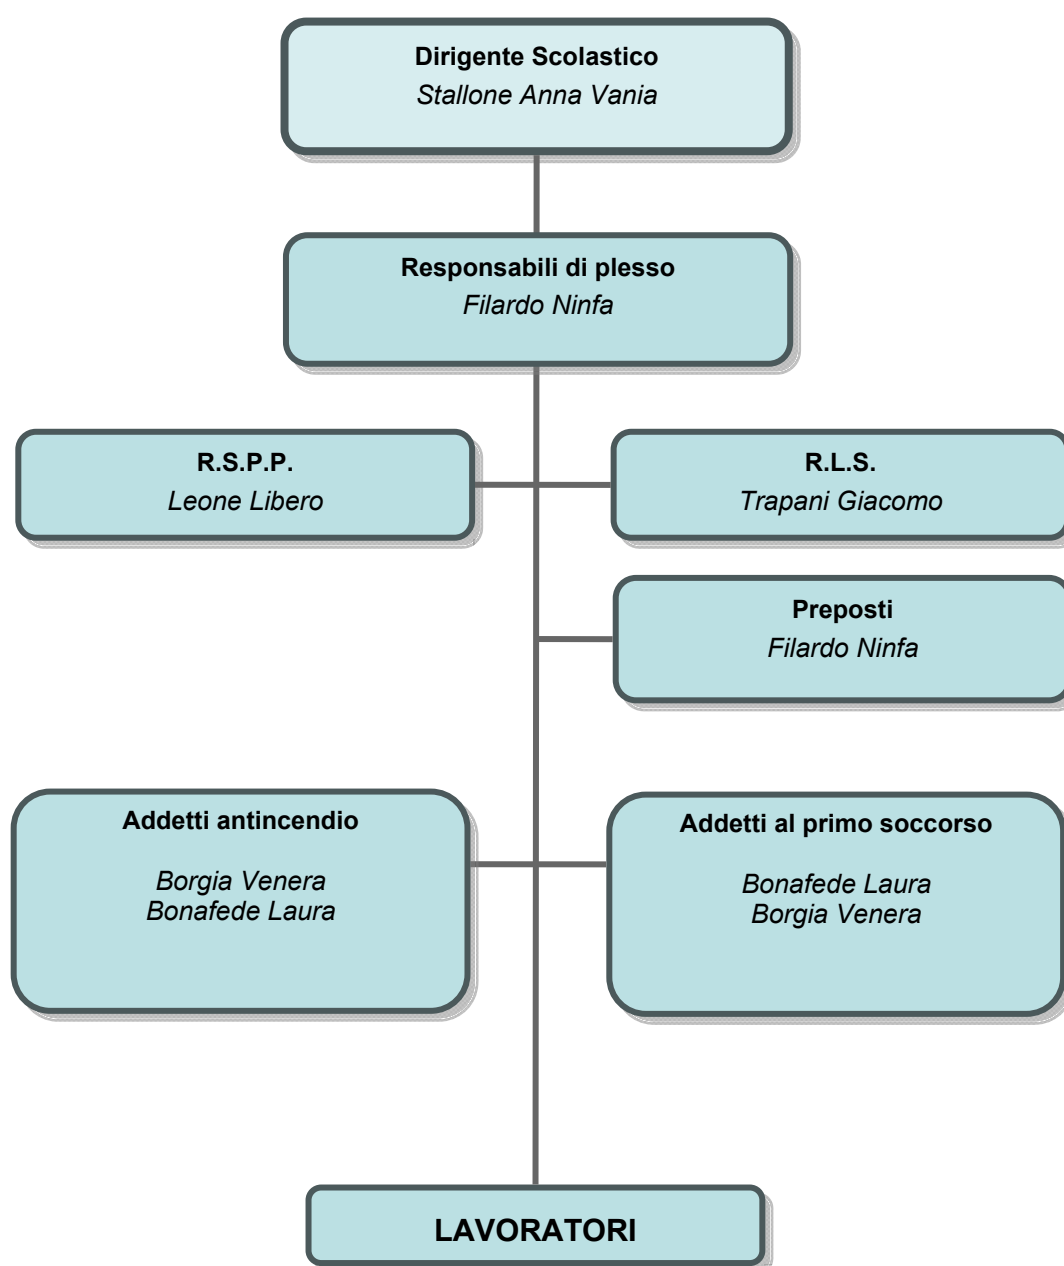 Dirigente Scolastico
Stallone Anna Vania
Responsabili di plesso
Filardo Ninfa
R.S.P.P.
Leone Libero
R.L.S.
Trapani Giacomo
Preposti
Filardo Ninfa
Addetti antincendio
Borgia Venera
Bonafede Laura
Addetti al primo soccorso
Bonafede Laura
Borgia Venera
LAVORATORI